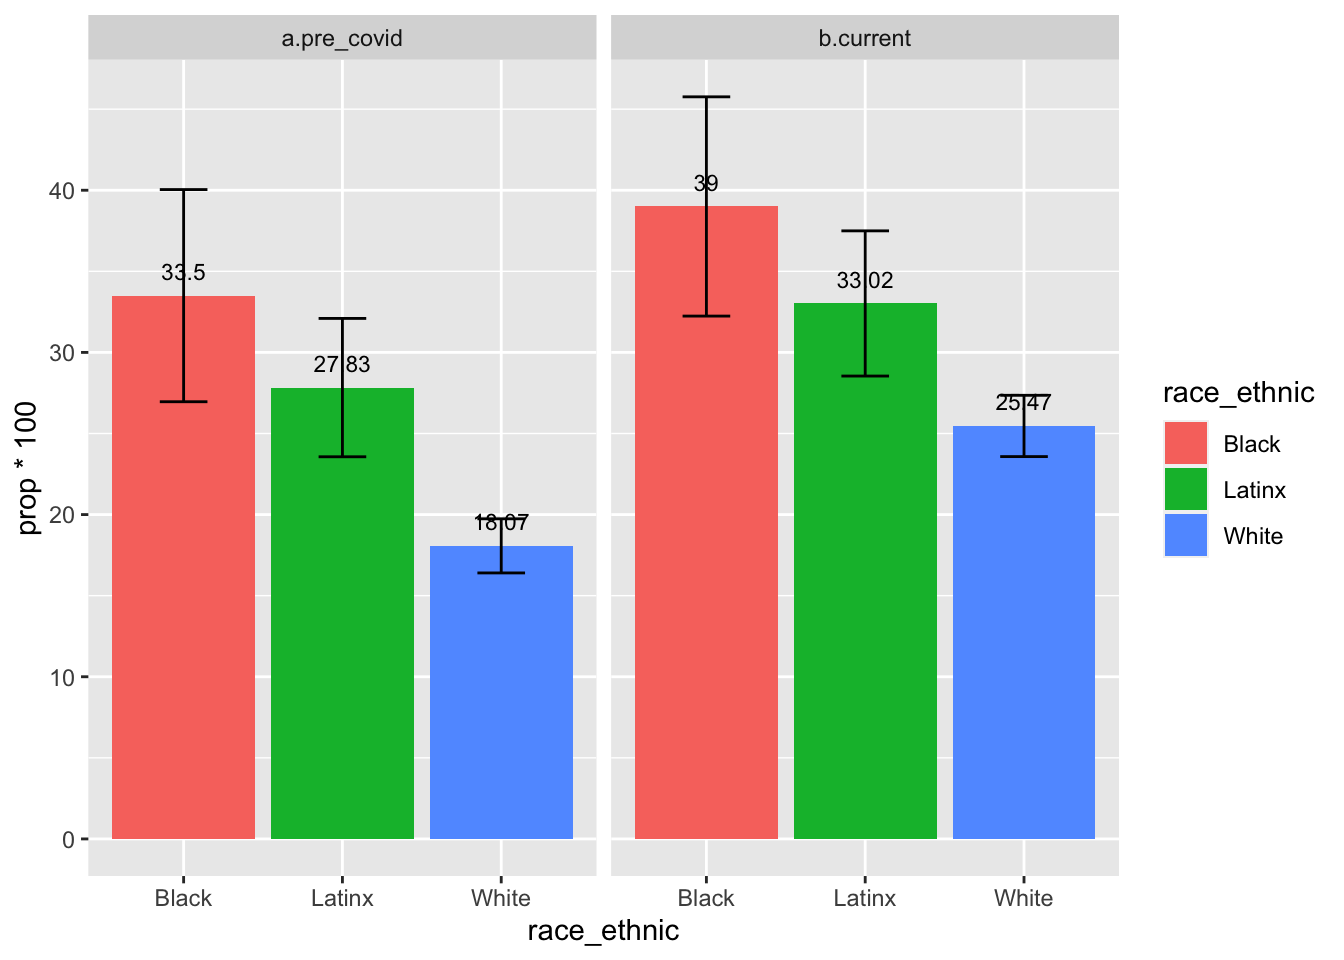 a.pre_covid
b.current
prop * 100
40
30
20
10
0
33.5
27.83
18.07
39
33.02
25.47
Black
Latinx
White
Black
Latinx
White
race_ethnic
race_ethnic
Black
Latinx
White